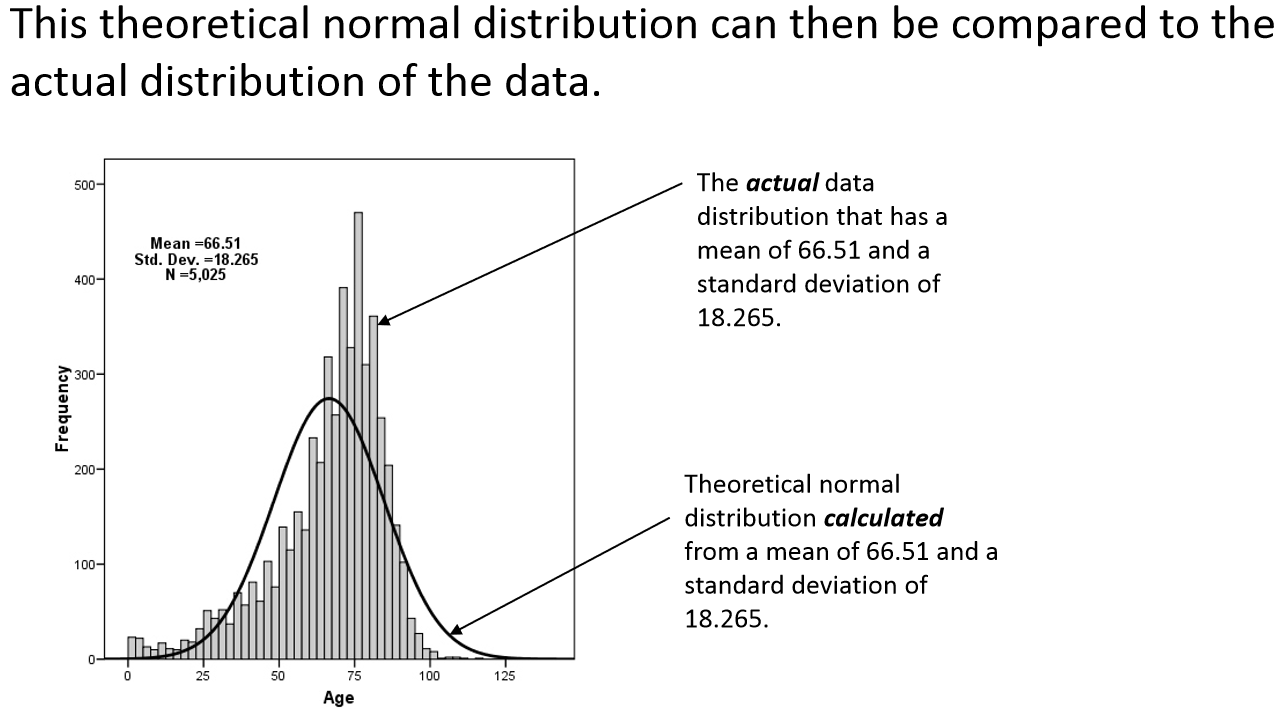 This theoretical normal distribution can then be compared to the
actual distribution of the data.
500
400
300
200
100
0
Frequency
Mean =66.51
Std. Dev. =18.265
N =5,025
0
25
50
75
100
125
Age
The actual data
distribution that has a
mean of 66.51 and a
standard deviation of
18.265.
Theoretical normal
distribution calculated
from a mean of 66.51 and a
standard deviation of
18.265.